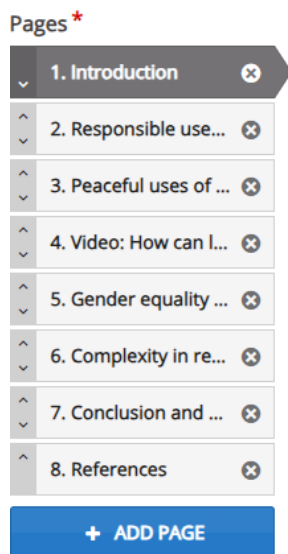 Pages *
1. Introduction
2. Responsible use...
3. Peaceful uses of ...
4. Video: How can l...
5. Gender equality ...
6. Complexity in re...
7. Conclusion and ...
8. References
+ ADD PAGE